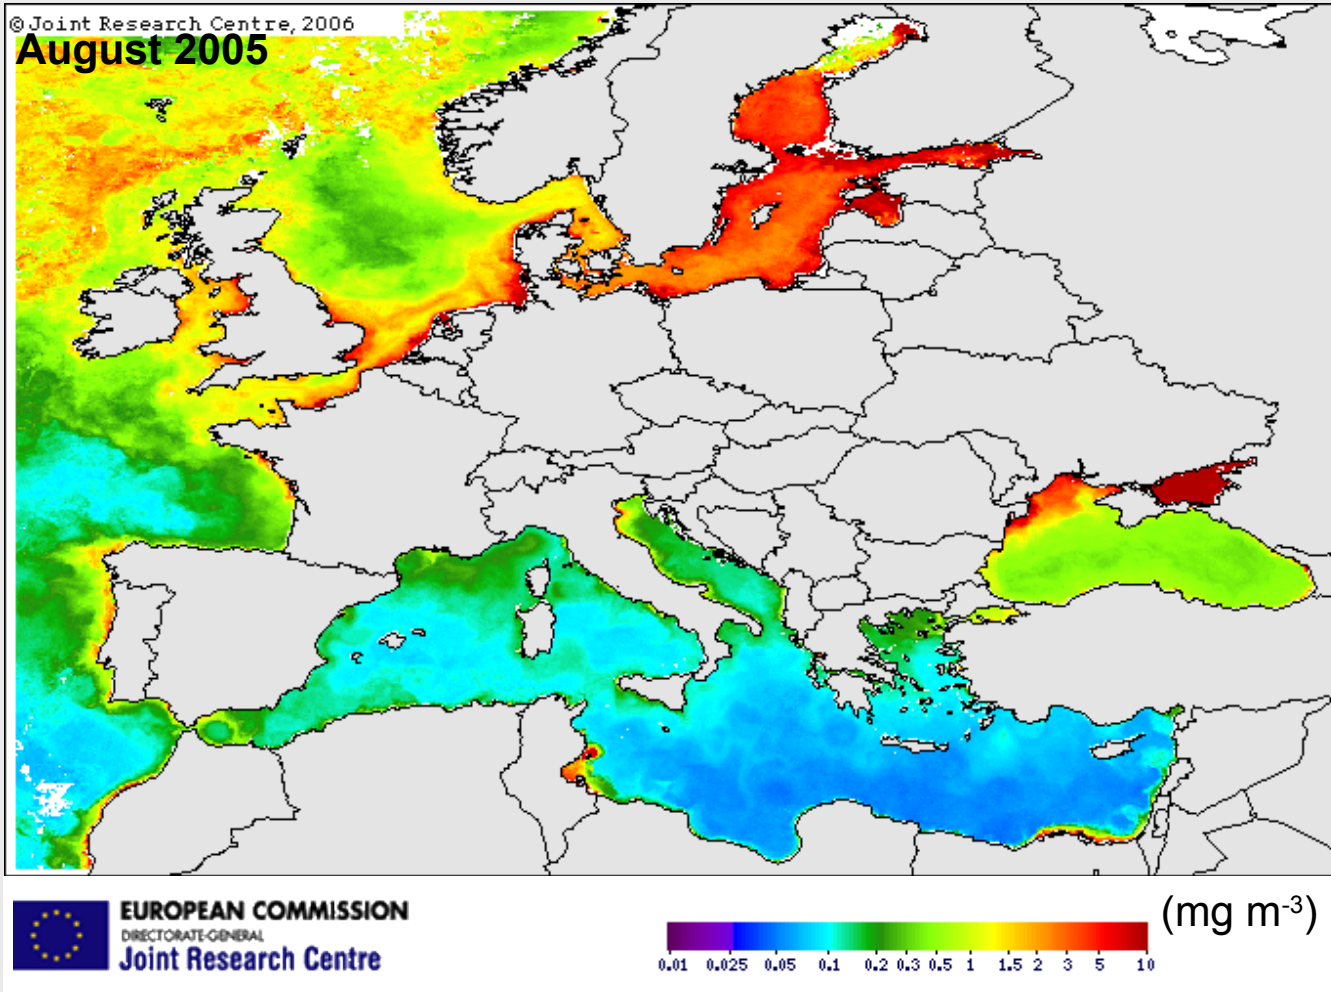 ©Joint Research Centre, 2006
August 2005
EUROPEAN COMMISSION
DIRECTORATE-GENERAL
Joint Research Centre
(mg m-3)
0.01 0.025 0.05 0.1 0.2 0.3 0.5 1 1.5 2 3 5 10